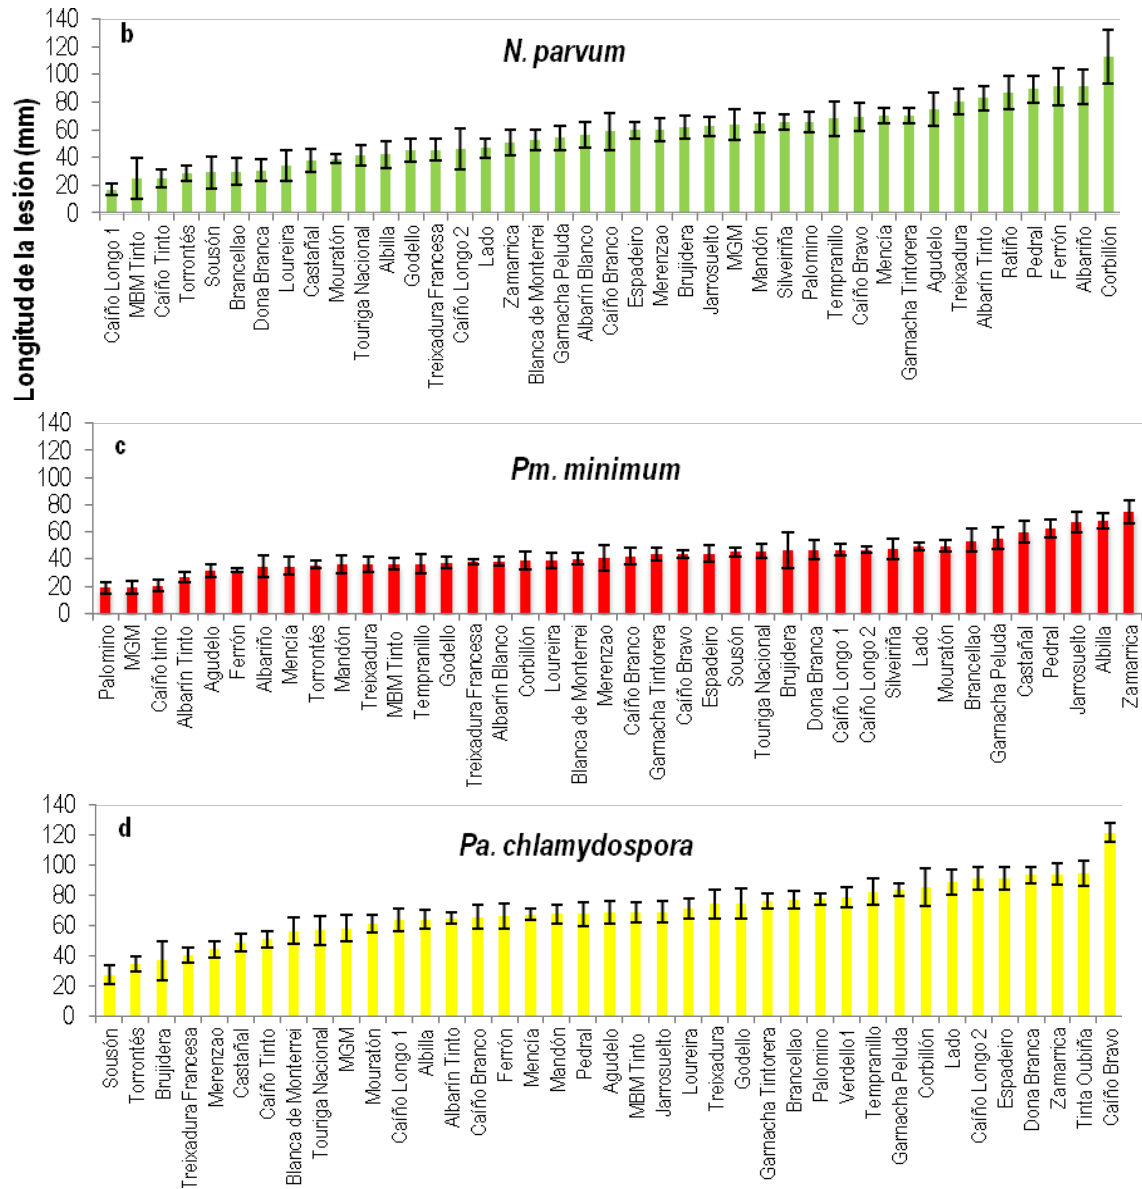 Longitud de la lesión (mm)
b
N. parvum
140
120
100
80
60
40
20
0
Caíño Longo 1
MBM Tinto
Caíño Tinto
Torrontés
Sousón
Brancellao
Dona Branca
Loureira
Castañal
Mouratón
Touriga Nacional
Albilla
Godello
Treixadura Francesa
Caíño Longo 2
Lado
Zamarrica
Blanca de Monterrei
Garnacha Peluda
Albarín Blanco
Caíño Branco
Espadeiro
Merenzao
Brujidera
Jarrosuelto
MGM
Mandón
Silveiriña
Palomino
Tempranillo
Caíño Bravo
Mencía
Garnacha Tintorera
Agudelo
Treixadura
Albarín Tinto
Ratiño
Pedral
Ferrón
Albariño
Corbillón
c
Pm. minimum
140
120
100
80
60
40
20
0
Palomino
MGM
Caíño tinto
Albarín Tinto
Agudelo
Ferrón
Albariño
Mencía
Torrontés
Mandón
Treixadura
MBM Tinto
Tempranillo
Godello
Treixadura Francesa
Albarín Blanco
Corbillón
Loureira
Blanca de Monterrei
Merenzao
Caíño Branco
Garnacha Tintorera
Caíño Bravo
Espadeiro
Sousón
Touriga Nacional
Brujidera
Dona Branca
Caíño Longo 1
Caíño Longo 2
Silveiriña
Lado
Mouratón
Brancellao
Garnacha Peluda
Castañal
Pedral
Jarrosuelto
Albilla
Zamarrica
d
Pa. chlamydospora
140
120
100
80
60
40
20
0
Sousón
Torrontés
Brujidera
Treixadura Francesa
Merenzao
Castañal
Caíño Tinto
Blanca de Monterrei
Touriga Nacional
MGM
Mouratón
Caíño Longo 1
Albilla
Albarín Tinto
Caíño Branco
Ferrón
Mencía
Mandón
Pedral
Agudelo
MBM Tinto
Jarrosuelto
Loureira
Treixadura
Godello
Garnacha Tintorera
Brancellao
Palomino
Verdello1
Tempranillo
Garnacha Peluda
Corbillón
Lado
Caíño Longo 2
Espadeiro
Dona Branca
Zamarrica
Tinta Oubiña
Caíño Bravo